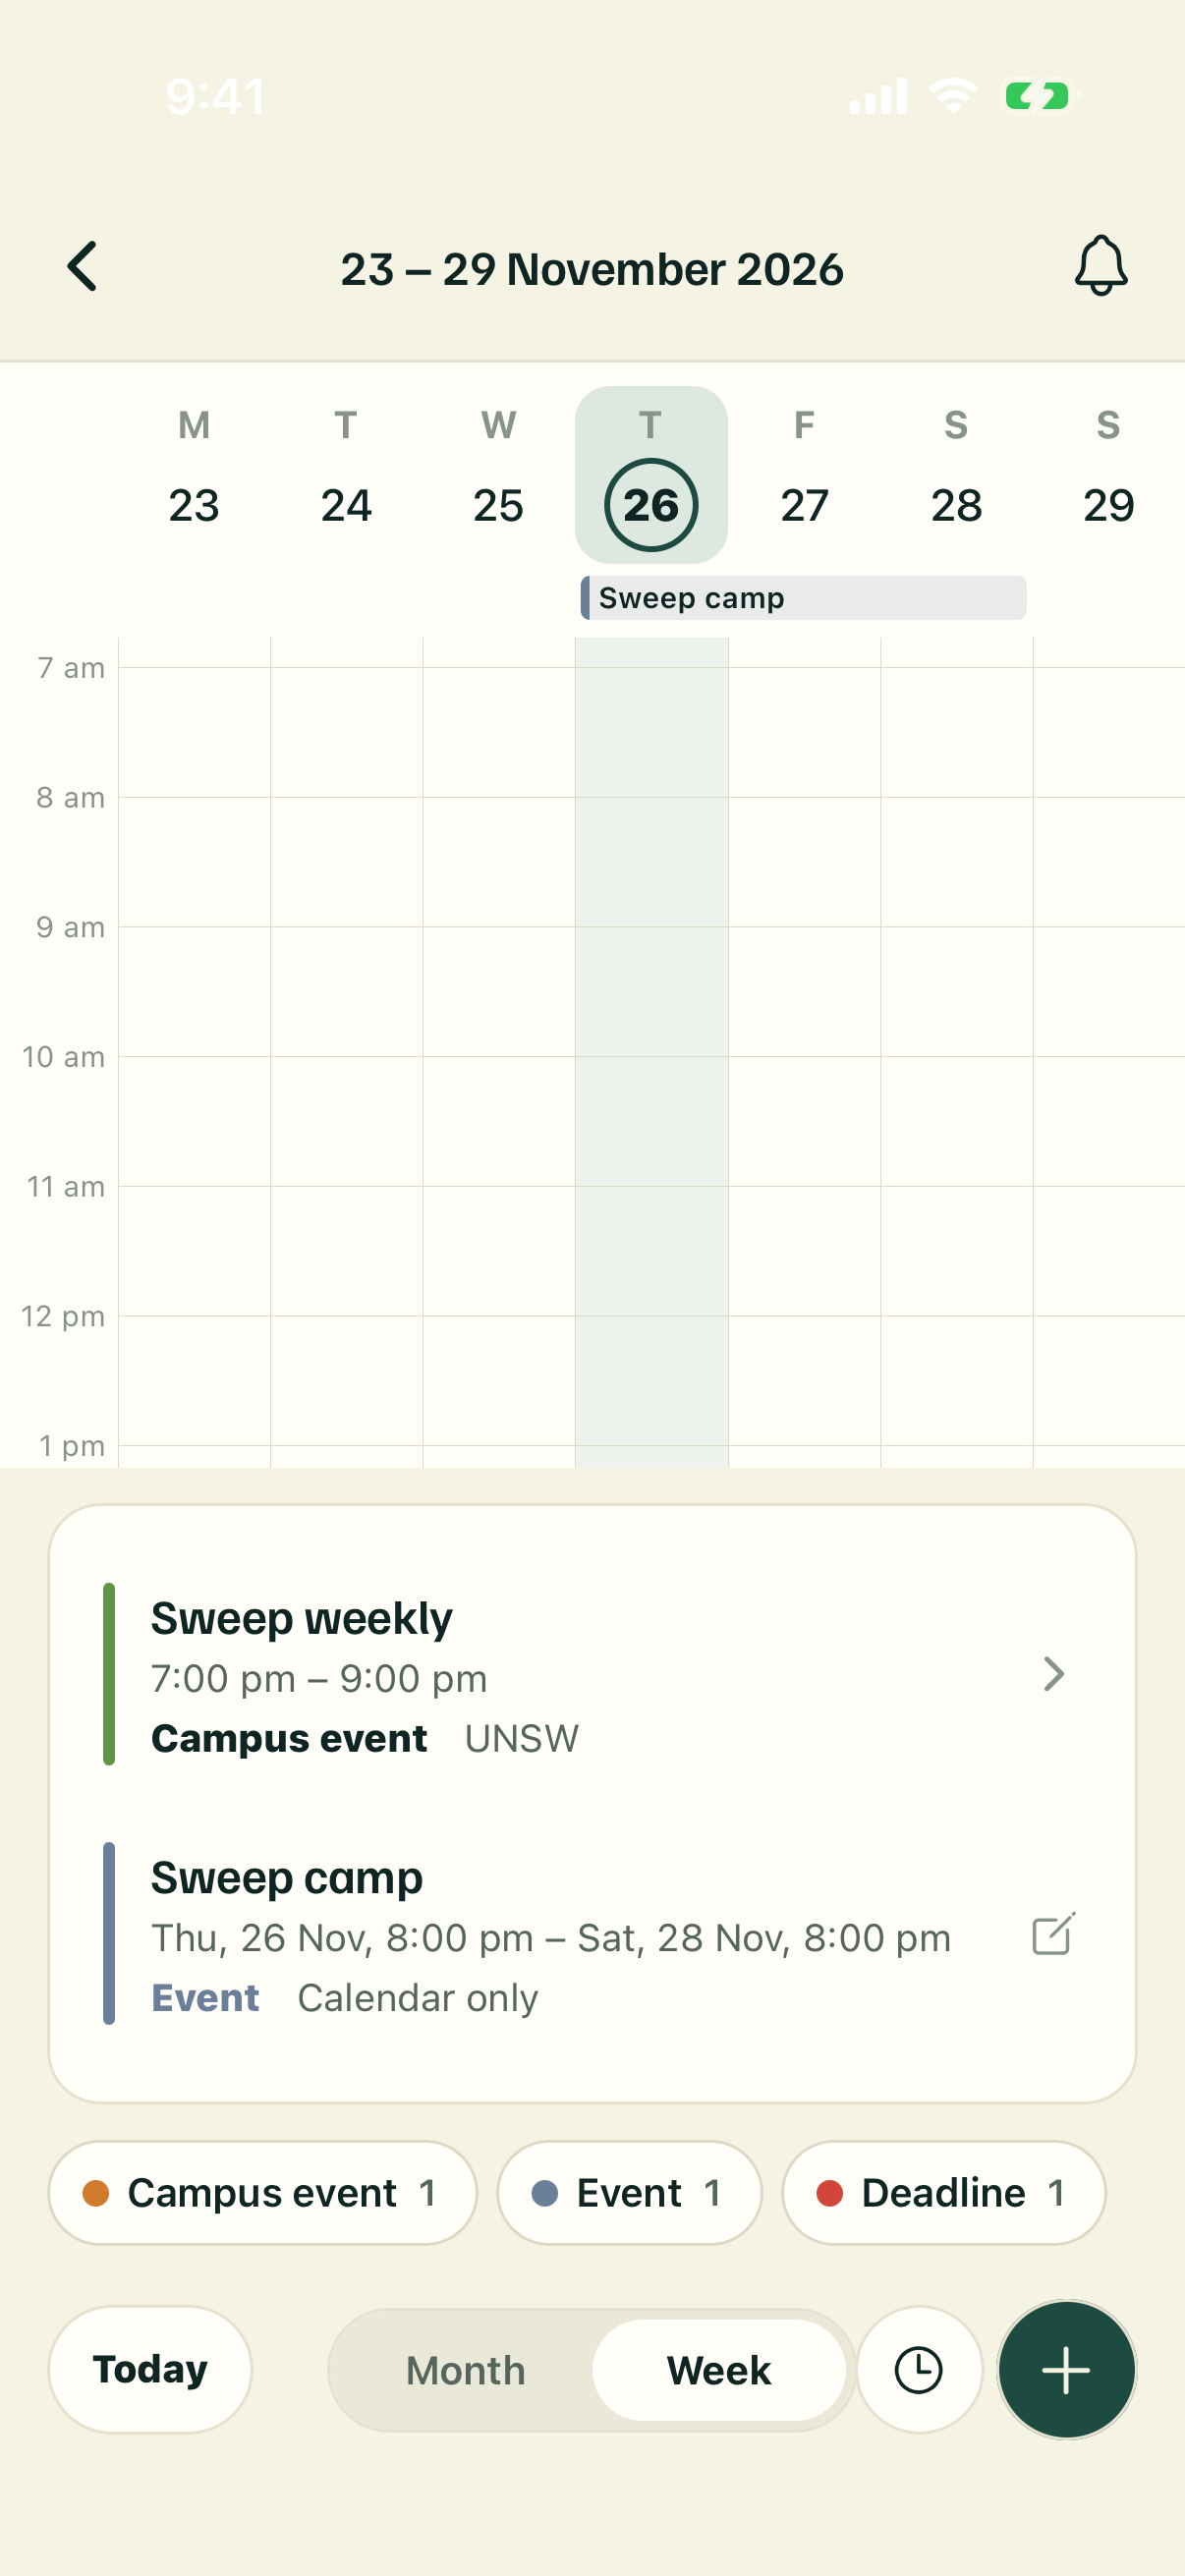 9:41
23 – 29 November 2026
M T W T F S S
23 24 25 26 27 28 29
Sweep camp
7 am
8 am
9 am
10 am
11 am
12 pm
1 pm
Sweep weekly
7:00 pm – 9:00 pm
Campus event UNSW
Sweep camp
Thu, 26 Nov, 8:00 pm – Sat, 28 Nov, 8:00 pm
Event Calendar only
Campus event 1 Event 1 Deadline 1
Today Month Week